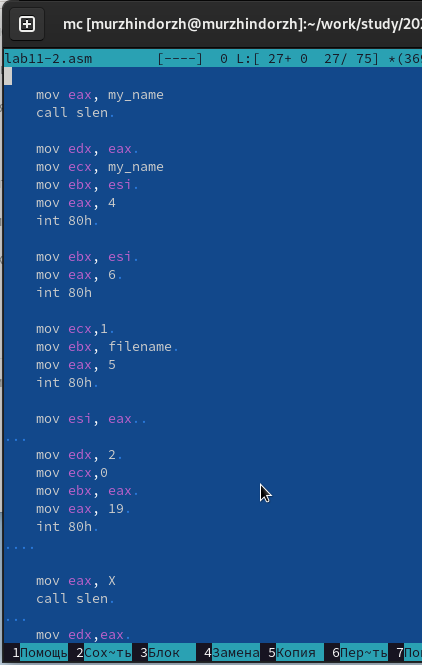 mc [murzhindorzh@murzhindorzh]:~/work/study/20
lab11-2.asm [----] 0 L:[ 27+ 0 27/ 75] *(36
mov eax, my_name
call slen.
mov edx, eax.
mov ecx, my_name
mov ebx, esi.
mov eax, 4
int 80h.
mov ebx, esi.
mov eax, 6.
int 80h
mov ecx,1.
mov ebx, filename.
mov eax, 5
int 80h.
mov esi, eax..
...
mov edx, 2.
mov ecx,0
mov ebx, eax.
mov eax, 19.
int 80h.
....
mov eax, X
call slen.
...
mov edx,eax.
1Помощь 2Сох~ть 3Блок 4Замена 5Копия 6Пер~ть 7По